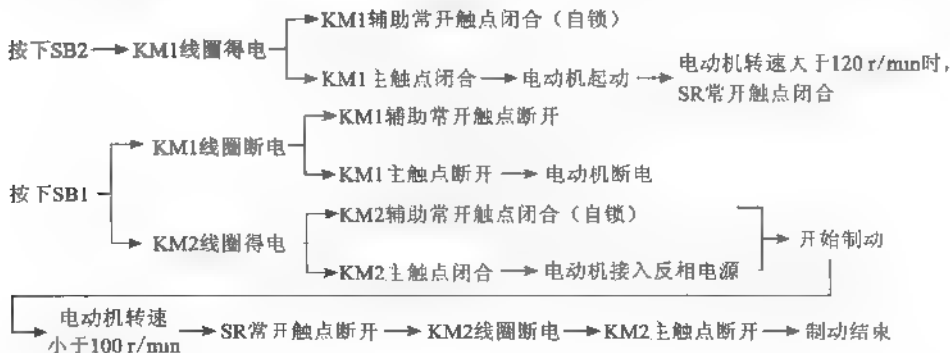 按下SB2
KM1线圈得电
KM1辅助常开触点闭合（自锁）
KM1主触点闭合
电动机起动
电动机转速大于120 r/min时，
SR常开触点闭合
按下SB1
KM1线圈断电
KM1辅助常开触点断开
KM1主触点断开
电动机断电
KM2线圈得电
KM2辅助常开触点闭合（自锁）
KM2主触点闭合
电动机接入反相电源
开始制动
电动机转速
小于100 r/min
SR常开触点断开
KM2线圈断电
KM2主触点断开
制动结束